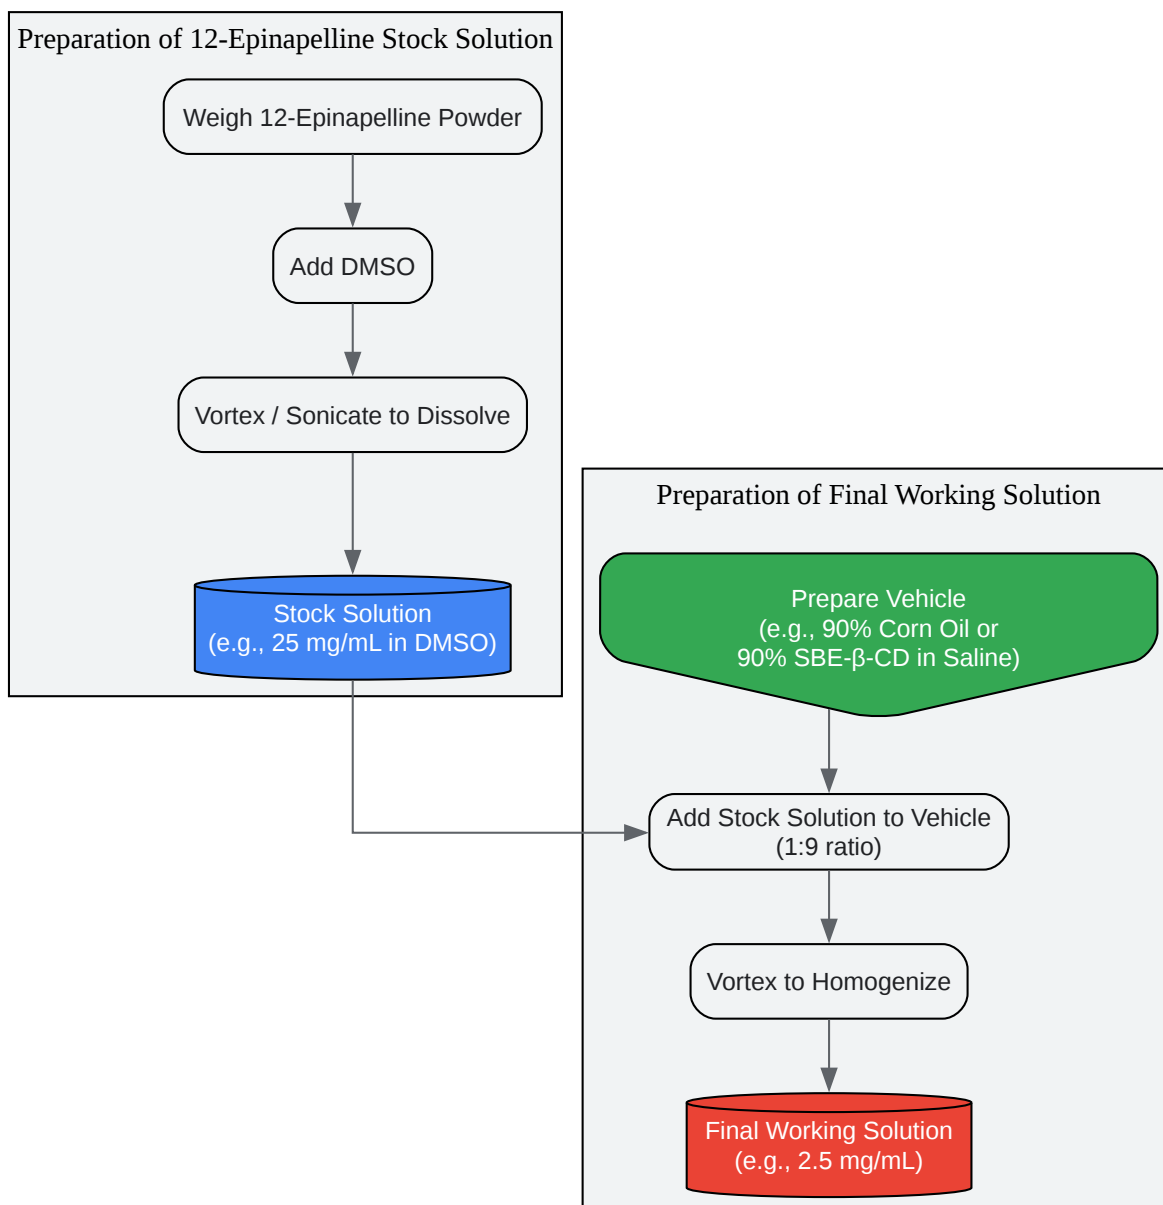 Preparation of 12-Epinapelline Stock Solution
Weigh 12-Epinapelline Powder
Add DMSO
Vortex / Sonicate to Dissolve
Stock Solution
(e.g., 25 mg/mL in DMSO)
Preparation of Final Working Solution
Prepare Vehicle
(e.g., 90% Corn Oil or
90% SBE-β-CD in Saline)
Add Stock Solution to Vehicle
(1:9 ratio)
Vortex to Homogenize
Final Working Solution
(e.g., 2.5 mg/mL)